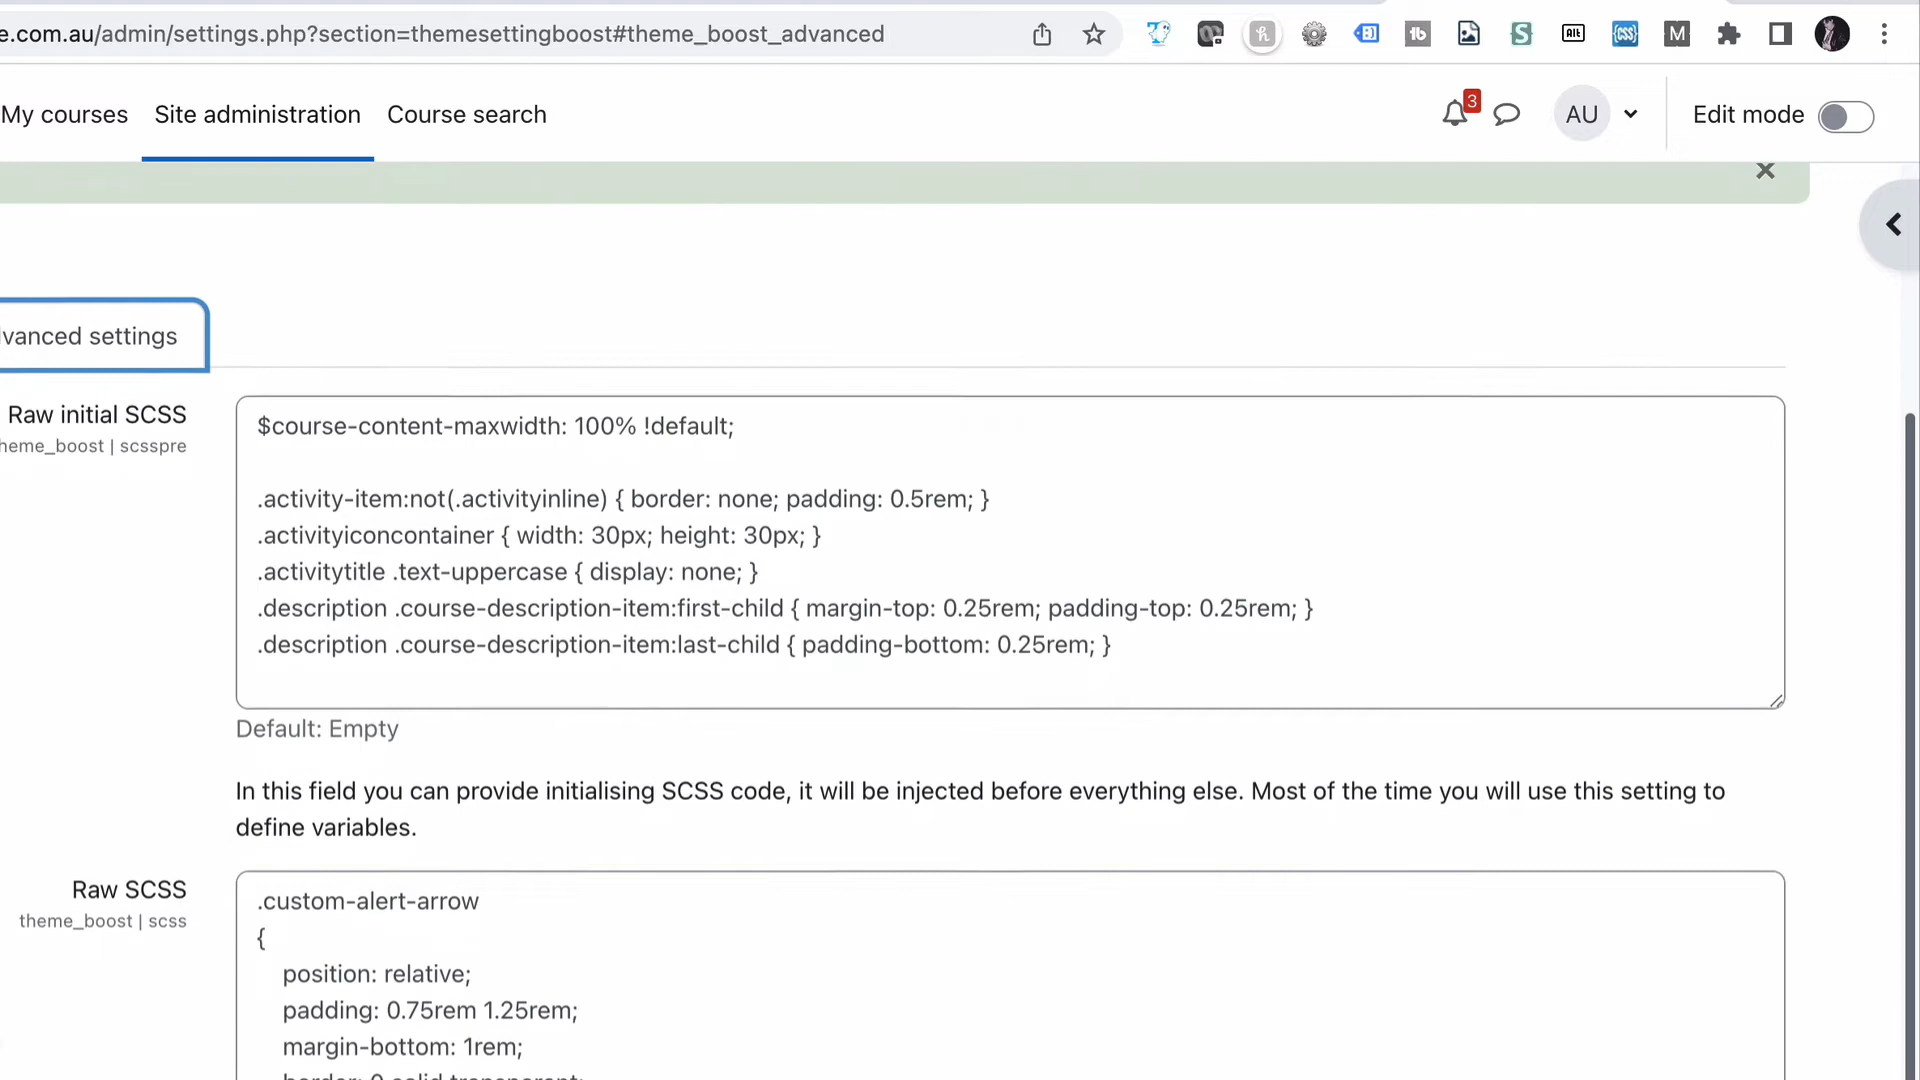 e.com.au/admin/settings.php?section=themesettingboost#theme_boost_advanced
My courses Site administration Course search 3 AU Edit mode
vanced settings
Raw initial SCSS
heme_boost | scsspre
$course-content-maxwidth: 100% !default;
.activity-item:not(.activityinline) { border: none; padding: 0.5rem; }
.activityiconcontainer { width: 30px; height: 30px; }
.activitytitle .text-uppercase { display: none; }
.description .course-description-item:first-child { margin-top: 0.25rem; padding-top: 0.25rem; }
.description .course-description-item:last-child { padding-bottom: 0.25rem; }
Default: Empty
In this field you can provide initialising SCSS code, it will be injected before everything else. Most of the time you will use this setting to
define variables.
Raw SCSS
theme_boost | scss
.custom-alert-arrow
{
position: relative;
padding: 0.75rem 1.25rem;
margin-bottom: 1rem;
border: 0 solid transparent;